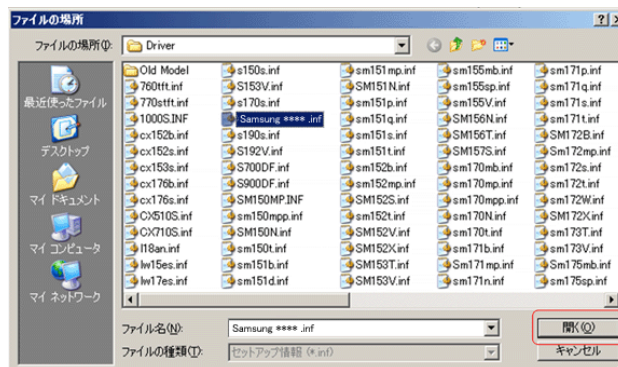 ファイルの場所
ファイルの場所(I):
Driver
最近使ったファイル
デスクトップ
マイ ドキュメント
マイ コンピュータ
マイ ネットワーク
Old Model
760tft.inf
770stft.inf
1000S.INF
cx152b.inf
cx152s.inf
cx153s.inf
cx176b.inf
cx176s.inf
CX510S.inf
CX710S.inf
l18an.inf
lw15es.inf
lw17es.inf
s150s.inf
S153V.inf
s170s.inf
Samsung **** .inf
s190s.inf
S192V.inf
S700DF.inf
S900DF.inf
SM150MP.INF
sm150mpp.inf
SM150N.inf
sm150t.inf
sm151b.inf
sm151d.inf
sm151mp.inf
SM151N.inf
sm151p.inf
sm151q.inf
sm151s.inf
sm151t.inf
sm152b.inf
sm152mp.inf
SM152S.inf
sm152t.inf
SM152V.inf
SM152X.inf
SM153T.inf
SM153V.inf
sm155mb.inf
sm155sp.inf
sm155V.inf
SM156N.inf
SM156T.inf
SM157S.inf
sm170mb.inf
sm170mp.inf
sm170mpp.inf
sm170N.inf
sm170t.inf
sm171b.inf
Sm171mp.inf
sm171n.inf
sm171p.inf
sm171q.inf
sm171s.inf
sm171t.inf
SM172B.inf
Sm172mp.inf
sm172s.inf
sm172t.inf
sm172W.inf
SM172X.inf
sm173T.inf
sm173V.inf
Sm175mb.inf
sm175sp.inf
ファイル名(N):
Samsung **** .inf
開く(O)
ファイルの種類(T):
セットアップ情報 (*.inf)
キャンセル